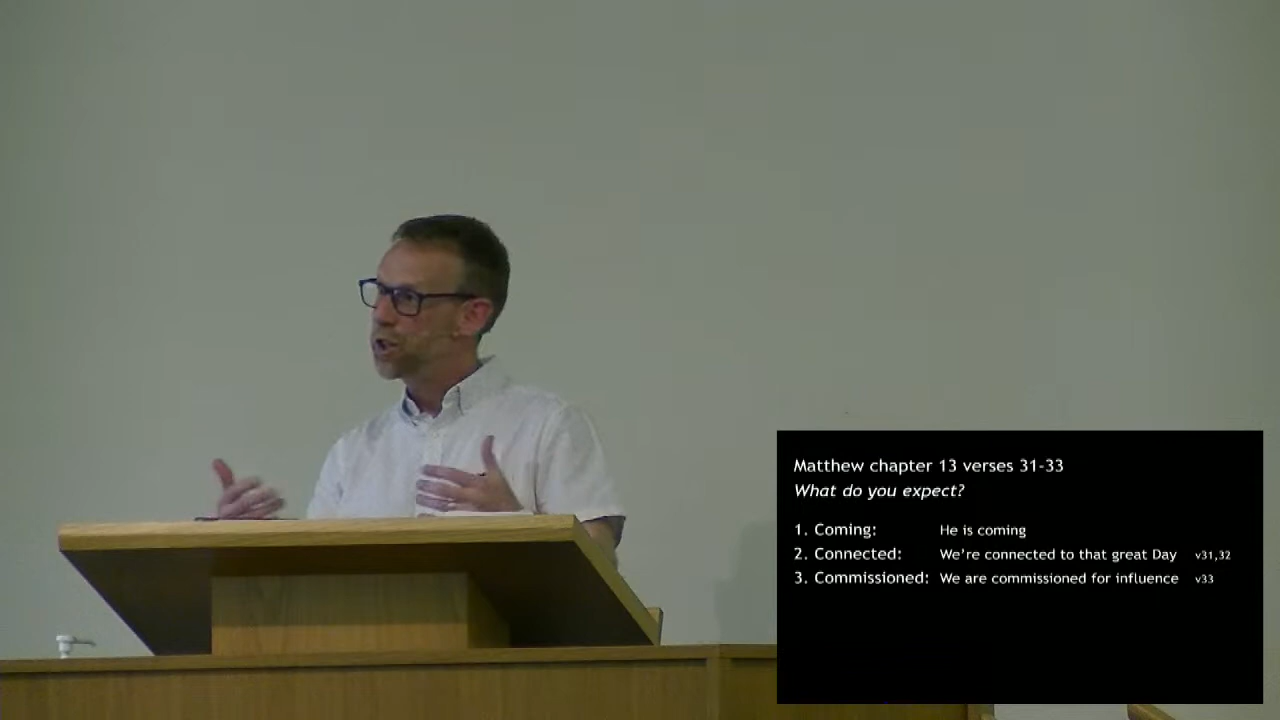 Matthew chapter 13 verses 31-33
What do you expect?
1. Coming: He is coming
2. Connected: We're connected to that great Day v31,32
3. Commissioned: We are commissioned for influence v33